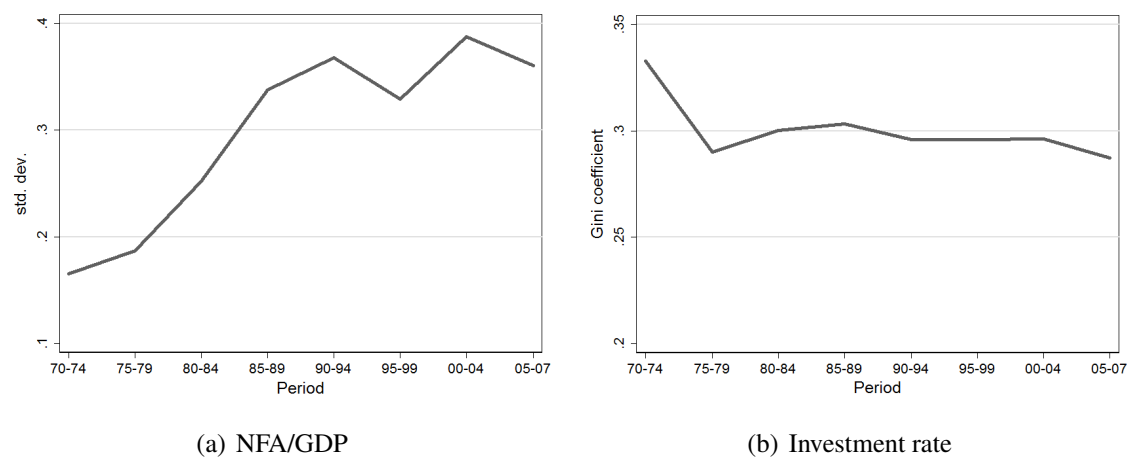 std. dev.
.4
.3
.2
.1
70-74 75-79 80-84 85-89 90-94 95-99 00-04 05-07
Period
(a) NFA/GDP
Gini coefficient
.35
.3
.25
.2
70-74 75-79 80-84 85-89 90-94 95-99 00-04 05-07
Period
(b) Investment rate